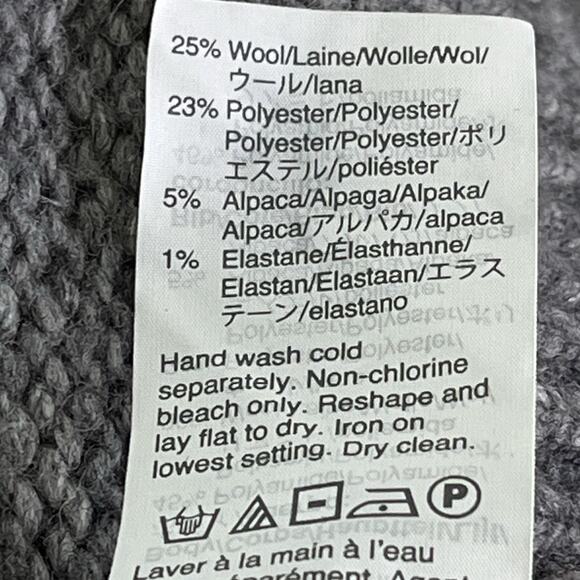 25% Wool/Laine/Wolle/Wol/
ウール/lana
23% Polyester/Polyester/
Polyester/Polyester/ポリ
エステル/poliéster
5% Alpaca/Alpaga/Alpaka/
Alpaca/アルパカ/alpaca
1% Elastane/Élasthanne/
Elastan/Elastaan/エラス
テーン/elastano
Hand wash cold
separately. Non-chlorine
bleach only. Reshape and
lay flat to dry. Iron on
lowest setting. Dry clean.
P
Laver à la main à l'eau